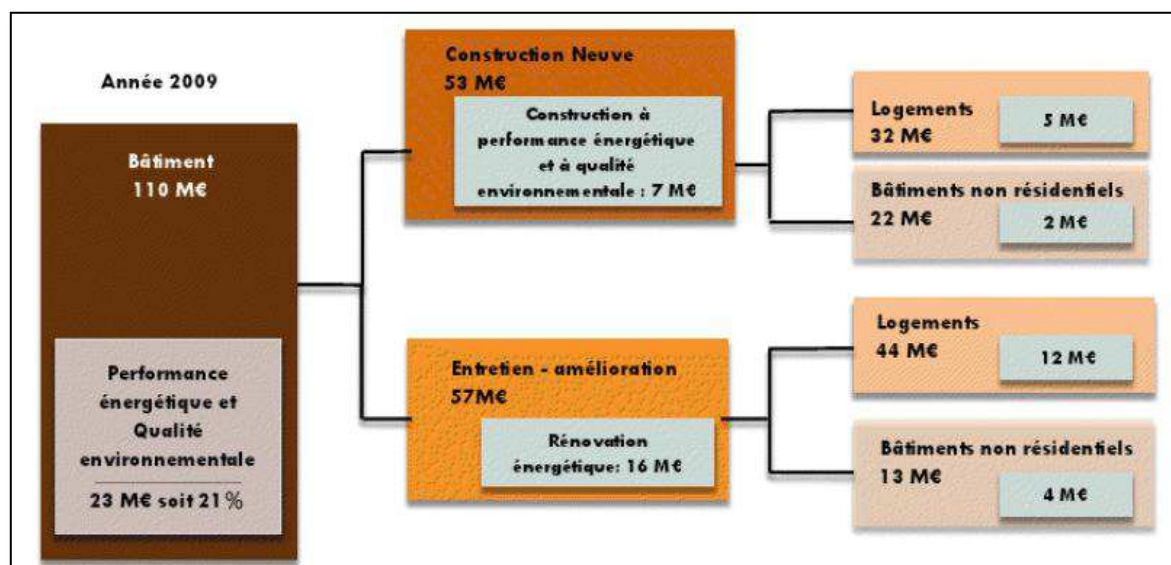 Année 2009
Bâtiment
110 M€
Performance
énergétique et
Qualité
environnementale
23 M€ soit 21%
Construction Neuve
53 M€
Construction à
performance énergétique
et à qualité
environnementale : 7 M€
Logements
32 M€
5 M€
Bâtiments non résidentiels
22 M€
2 M€
Entretien - amélioration
57M€
Rénovation
énergétique: 16 M€
Logements
44 M€
12 M€
Bâtiments non résidentiels
13 M€
4 M€